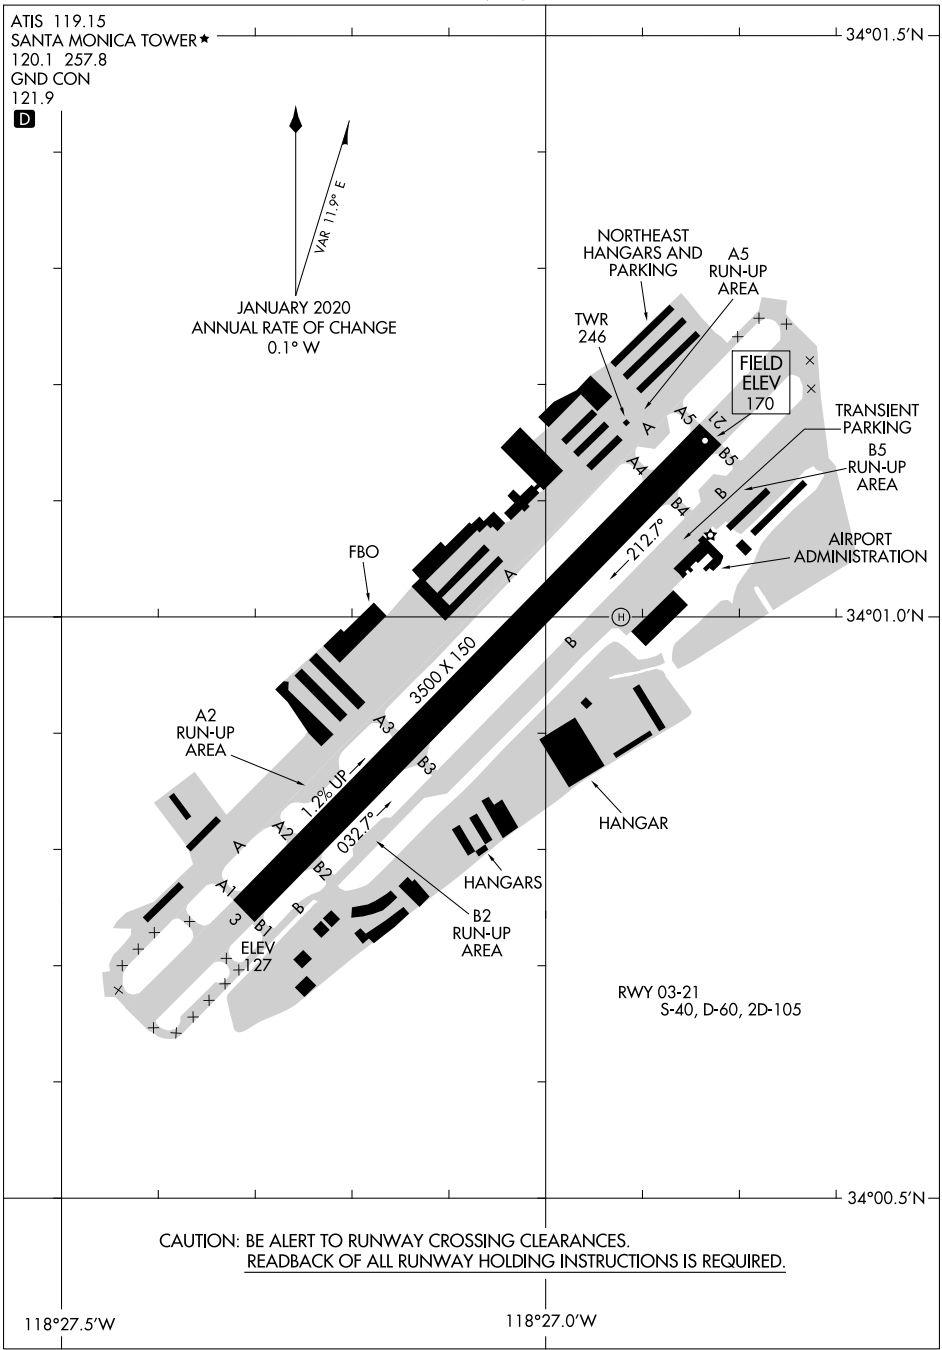 ATIS 119.15
SANTA MONICA TOWER★
120.1 257.8
GND CON
121.9
D
34°01.5'N
VAR 11.9° E
JANUARY 2020
ANNUAL RATE OF CHANGE
0.1° W
NORTHEAST
HANGARS AND
PARKING
A5
RUN-UP
AREA
TWR
246
FIELD
ELEV
170
A
A5
21
TRANSIENT
PARKING
A4
B5
B5
RUN-UP
AREA
B
B4
212.7°
AIRPORT
ADMINISTRATION
FBO
A
H
34°01.0'N
B
3500 X 150
A2
RUN-UP
AREA
A3
B3
1.2% UP
032.7°
HANGAR
A2
A
B2
HANGARS
A1
B
3
B1
B2
RUN-UP
AREA
ELEV
127
RWY 03-21
S-40, D-60, 2D-105
34°00.5'N
CAUTION: BE ALERT TO RUNWAY CROSSING CLEARANCES.
READBACK OF ALL RUNWAY HOLDING INSTRUCTIONS IS REQUIRED.
118°27.5'W
118°27.0'W